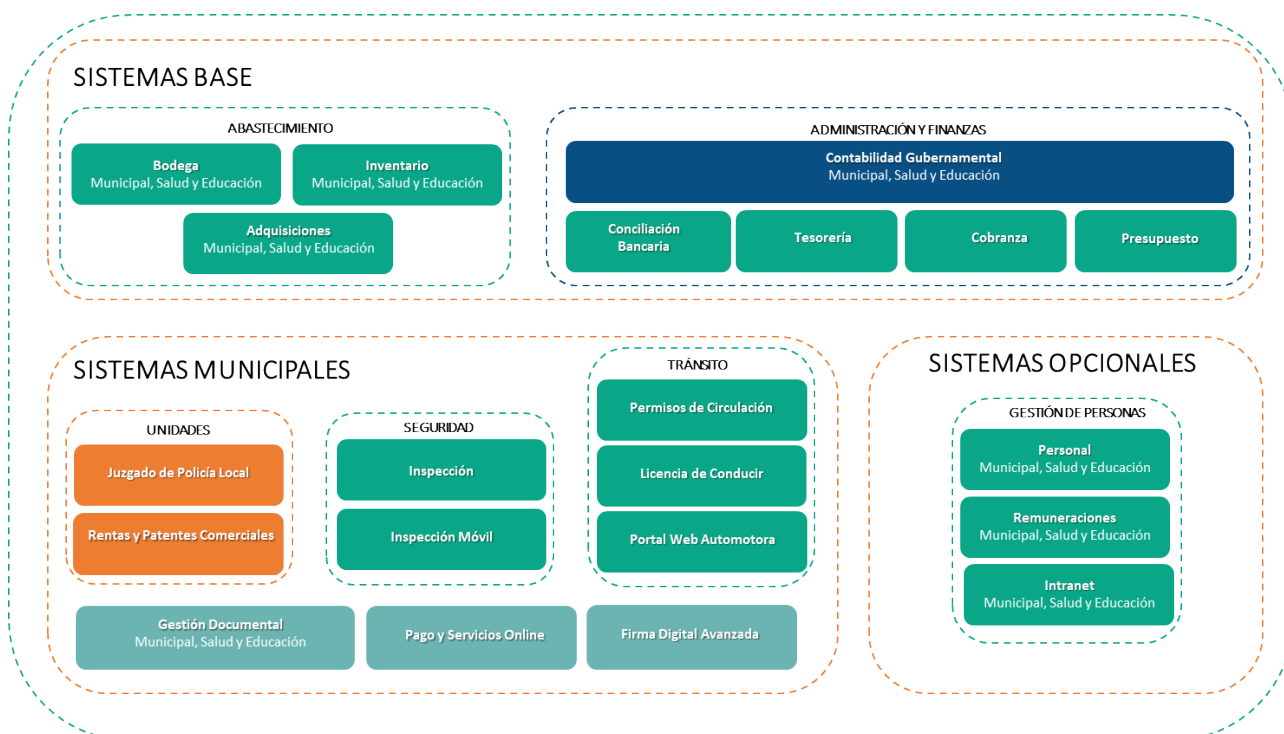 SISTEMAS BASE
ABASTECIMIENTO
Bodega
Municipal, Salud y Educación
Inventario
Municipal, Salud y Educación
Adquisiciones
Municipal, Salud y Educación
ADMINISTRACIÓN Y FINANZAS
Contabilidad Gubernamental
Municipal, Salud y Educación
Conciliación
Bancaria
Tesorería
Cobranza
Presupuesto
SISTEMAS MUNICIPALES
UNIDADES
Juzgado de Policía Local
Rentas y Patentes Comerciales
SEGURIDAD
Inspección
Inspección Móvil
TRÁNSITO
Permisos de Circulación
Licencia de Conducir
Portal Web Automotora
Gestión Documental
Municipal, Salud y Educación
Pago y Servicios Online
Firma Digital Avanzada
SISTEMAS OPCIONALES
GESTIÓN DE PERSONAS
Personal
Municipal, Salud y Educación
Remuneraciones
Municipal, Salud y Educación
Intranet
Municipal, Salud y Educación